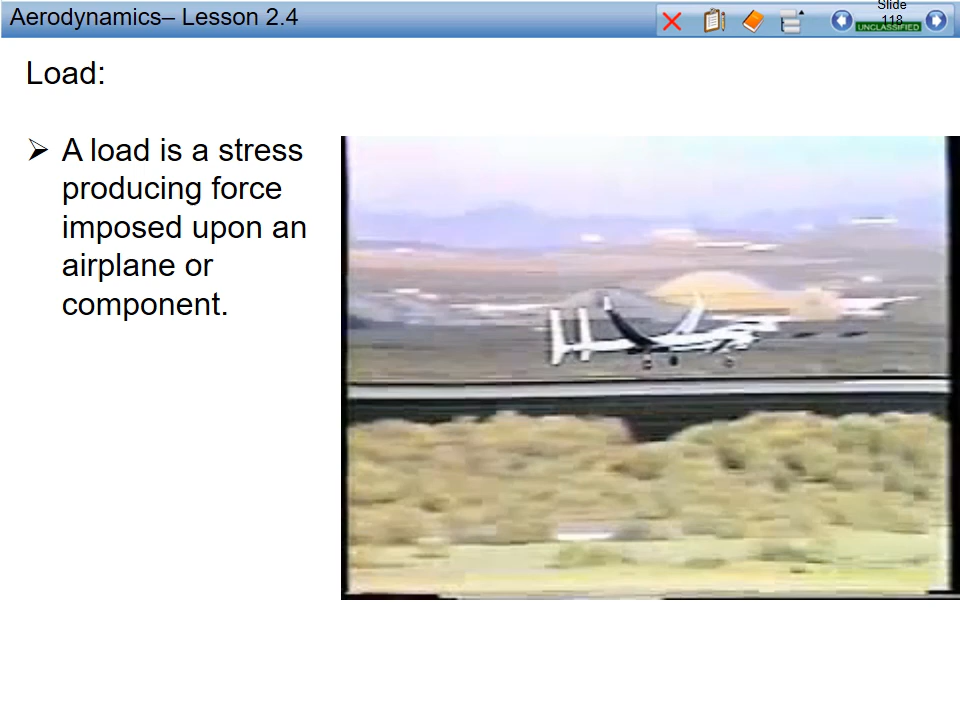 Aerodynamics– Lesson 2.4
Slide
118
UNCLASSIFIED
Load:
➢ A load is a stress
producing force
imposed upon an
airplane or
component.